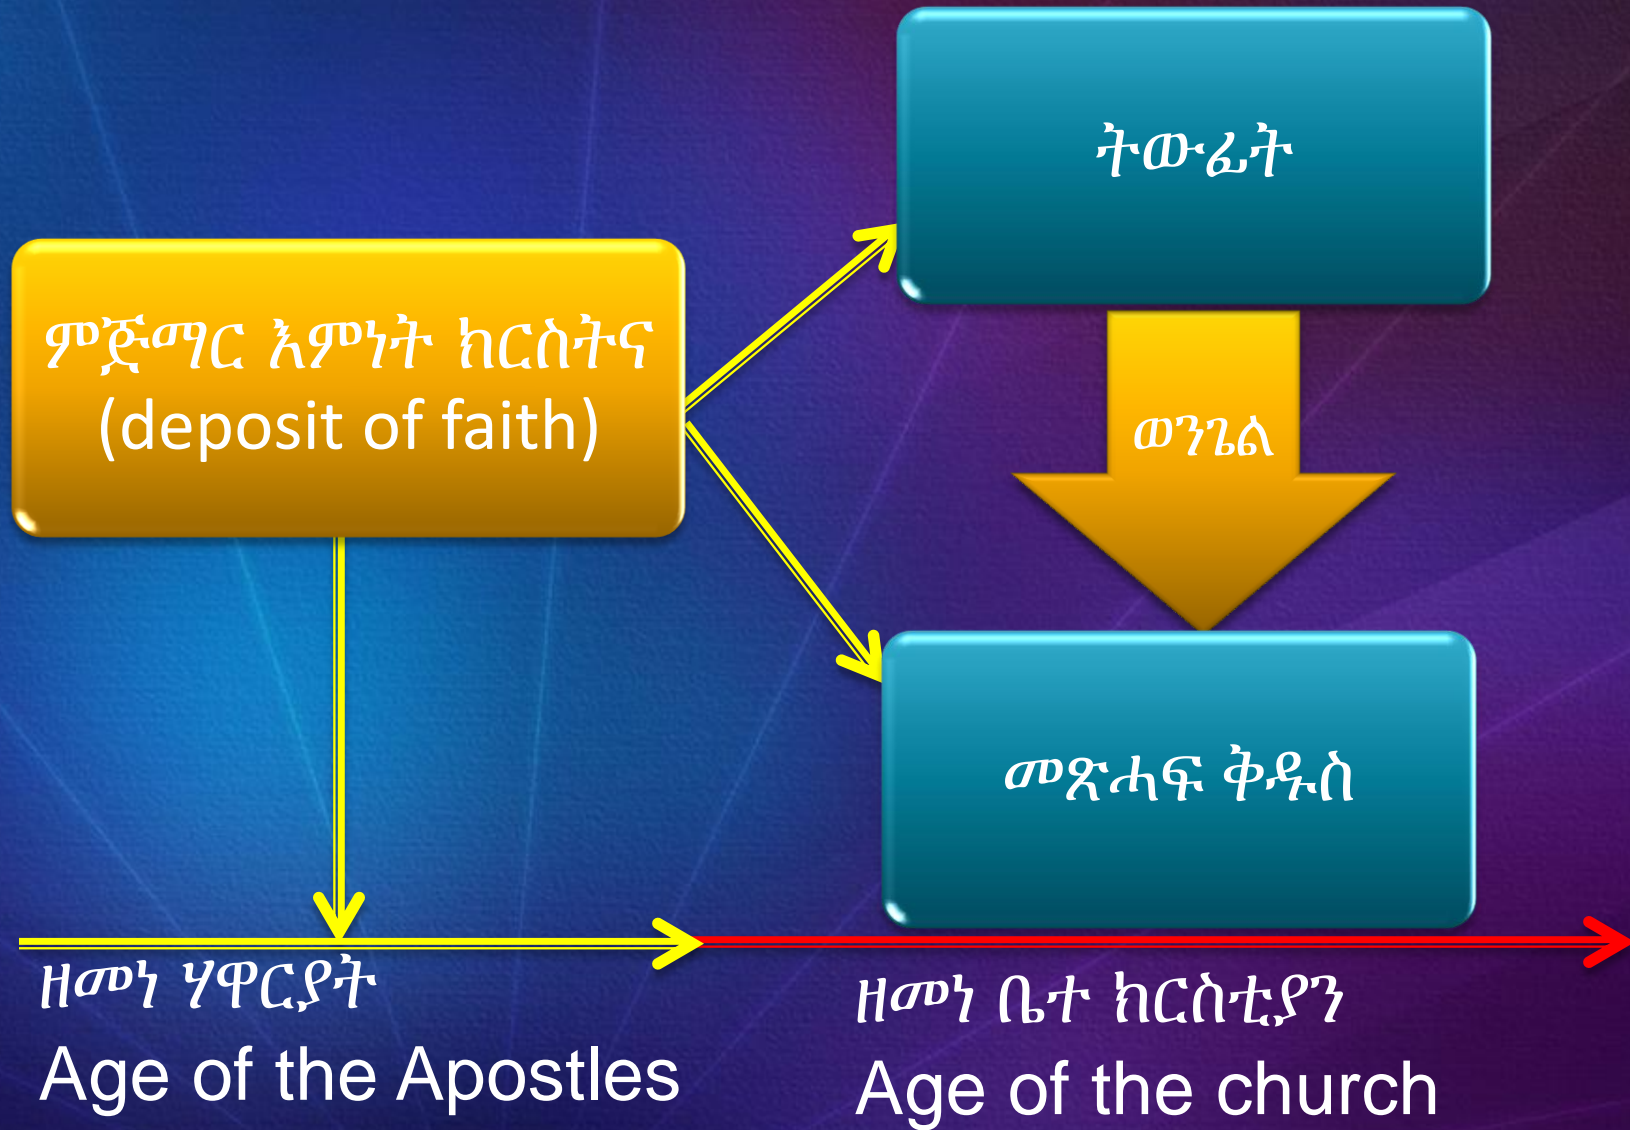 ትውፊት
ምጅማር እምነት ክርስትና
(deposit of faith)
ወንጌል
መጽሓፍ ቅዱስ
ዘመነ ሃዋርያት
Age of the Apostles
ዘመነ ቤተ ክርስቲያን
Age of the church